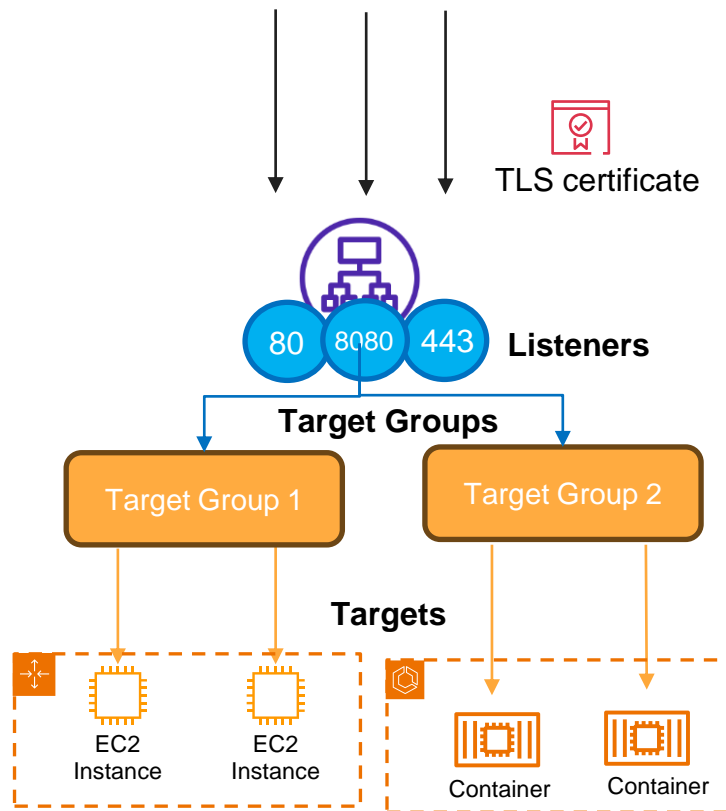 TLS certificate
80
8080
443
Listeners
Target Groups
Target Group 1
Target Group 2
Targets
EC2
Instance
EC2
Instance
Container
Container